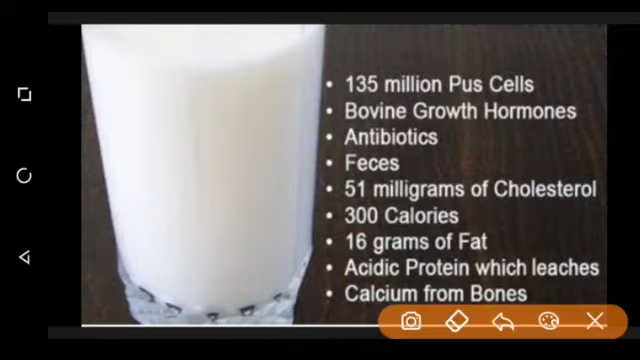 • 135 million Pus Cells
• Bovine Growth Hormones
• Antibiotics
• Feces
• 51 milligrams of Cholesterol
• 300 Calories
• 16 grams of Fat
• Acidic Protein which leaches
• Calcium from Bones